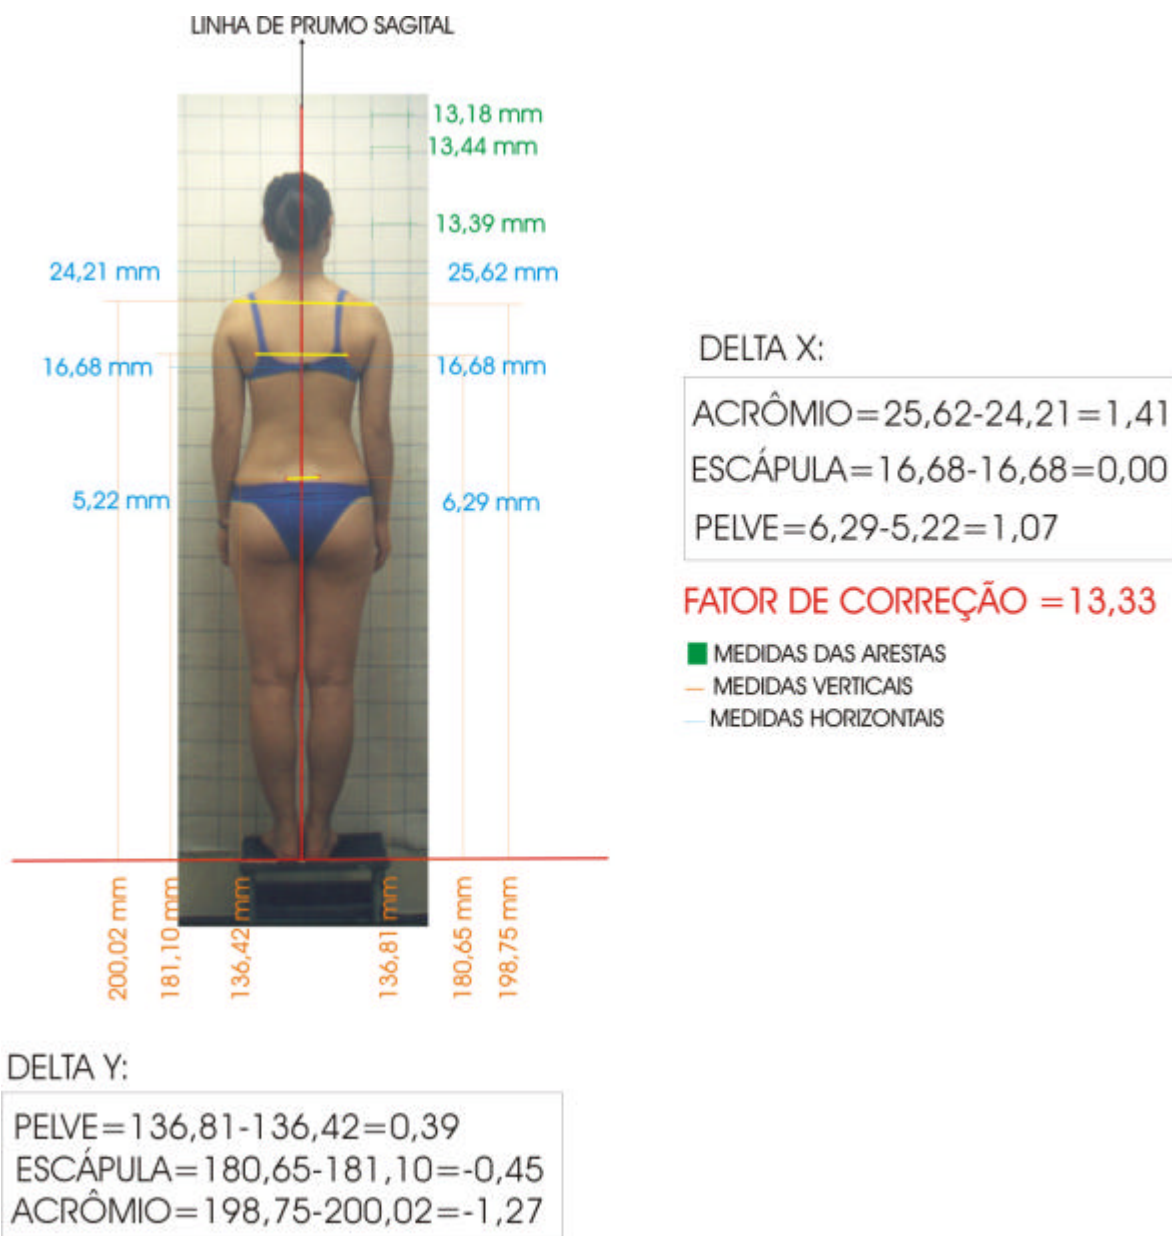 LINHA DE PRUMO SAGITAL
13,18 mm
13,44 mm
13,39 mm
24,21 mm
25,62 mm
16,68 mm
16,68 mm
5,22 mm
6,29 mm
200,02 mm
181,10 mm
136,42 mm
136,81 mm
180,65 mm
198,75 mm
DELTA X:
ACRÔMIO=25,62-24,21=1,41
ESCÁPULA=16,68-16,68=0,00
PELVE=6,29-5,22=1,07
FATOR DE CORREÇÃO =13,33
MEDIDAS DAS ARESTAS
MEDIDAS VERTICAIS
MEDIDAS HORIZONTAIS
DELTA Y:
PELVE=136,81-136,42=0,39
ESCÁPULA=180,65-181,10=-0,45
ACRÔMIO=198,75-200,02=-1,27